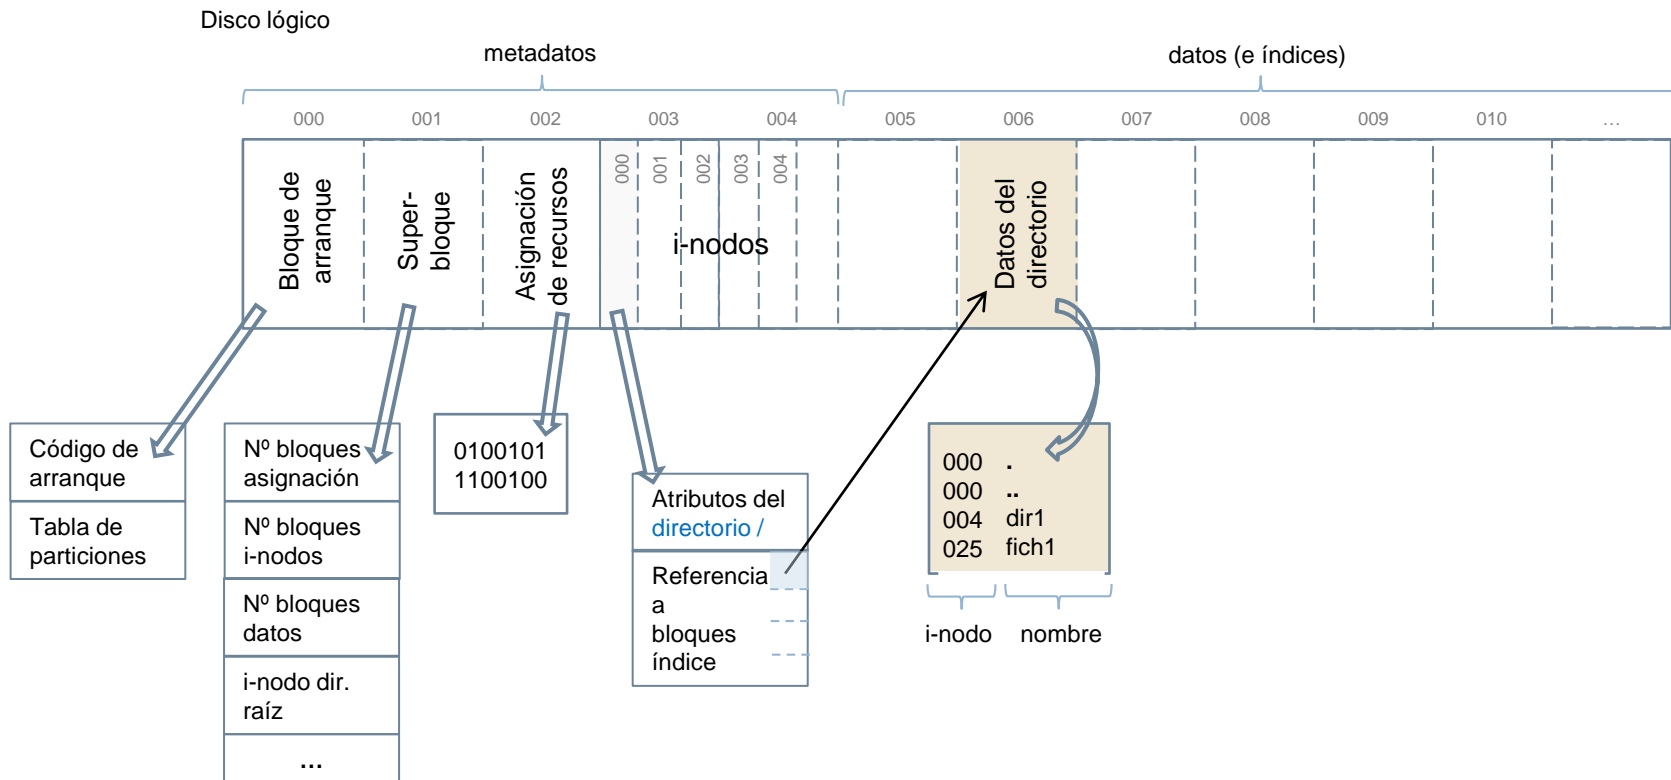 Disco lógico
metadatos
datos (e índices)
000 001 002 003 004 005 006 007 008 009 010 ...
Bloque de
arranque
Super-
bloque
Asignación
de recursos
000
001
002
003
004
i-nodos
Datos del
directorio
Código de
arranque
Tabla de
particiones
Nº bloques
asignación
Nº bloques
i-nodos
Nº bloques
datos
i-nodo dir.
raíz
...
0100101
1100100
Atributos del
directorio /
Referencia
a
bloques
índice
000 .
000 ..
004 dir1
025 fich1
i-nodo nombre